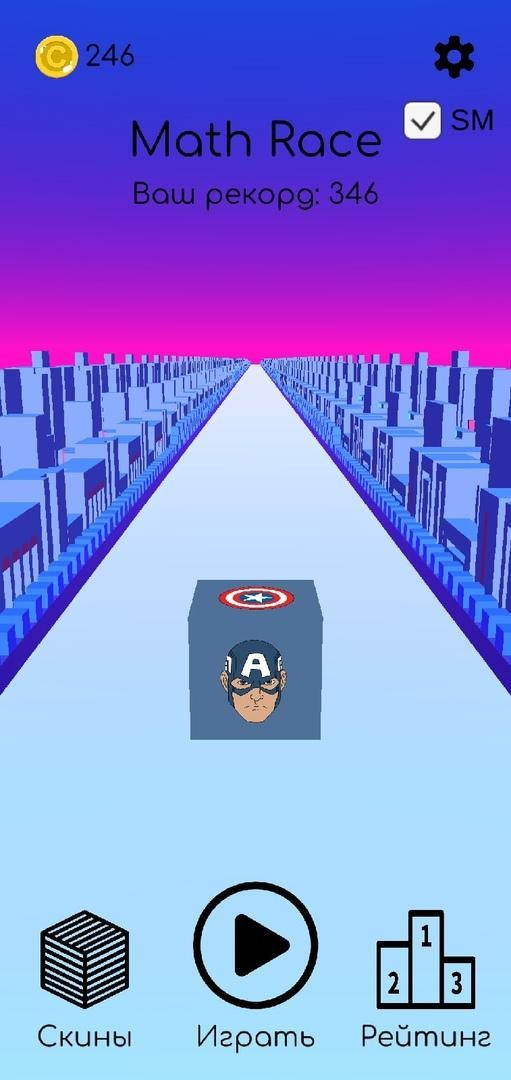 246
SM
Math Race
Ваш рекорд: 346
A
1
2
3
Скины
Играть
Рейтинг